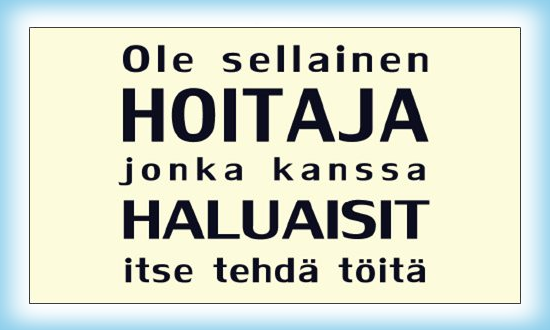 Ole sellainen
HOITAJA
jonka kanssa
HALUAISIT
itse tehdä töitä